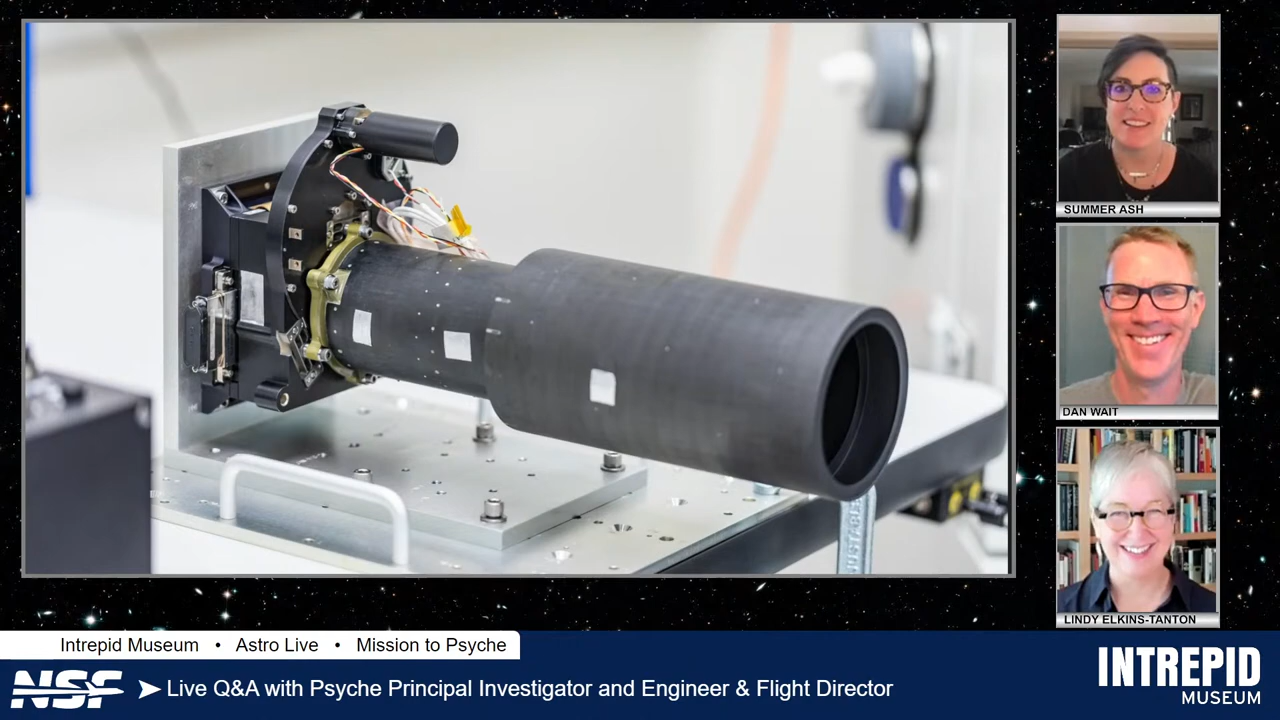 SUMMER ASH
DAN WAIT
LINDY ELKINS-TANTON
Intrepid Museum • Astro Live • Mission to Psyche
NSF
Live Q&A with Psyche Principal Investigator and Engineer & Flight Director
INTREPID
MUSEUM